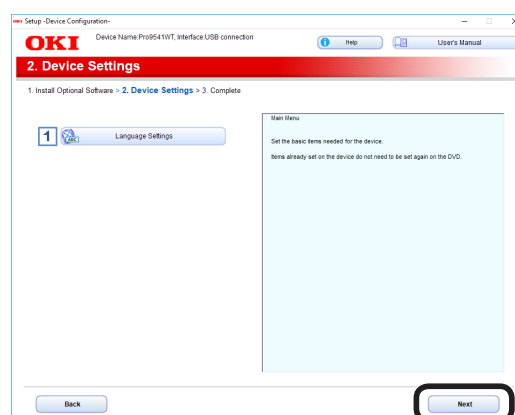 OKI Setup -Device Configuration-
OKI
Device Name:Pro9541WT, Interface:USB connection
Help
User's Manual
2. Device Settings
1. Install Optional Software > 2. Device Settings > 3. Complete
1
ABC
Language Settings
Main Menu
Set the basic items needed for the device.
Items already set on the device do not need to be set again on the DVD.
Back
Next